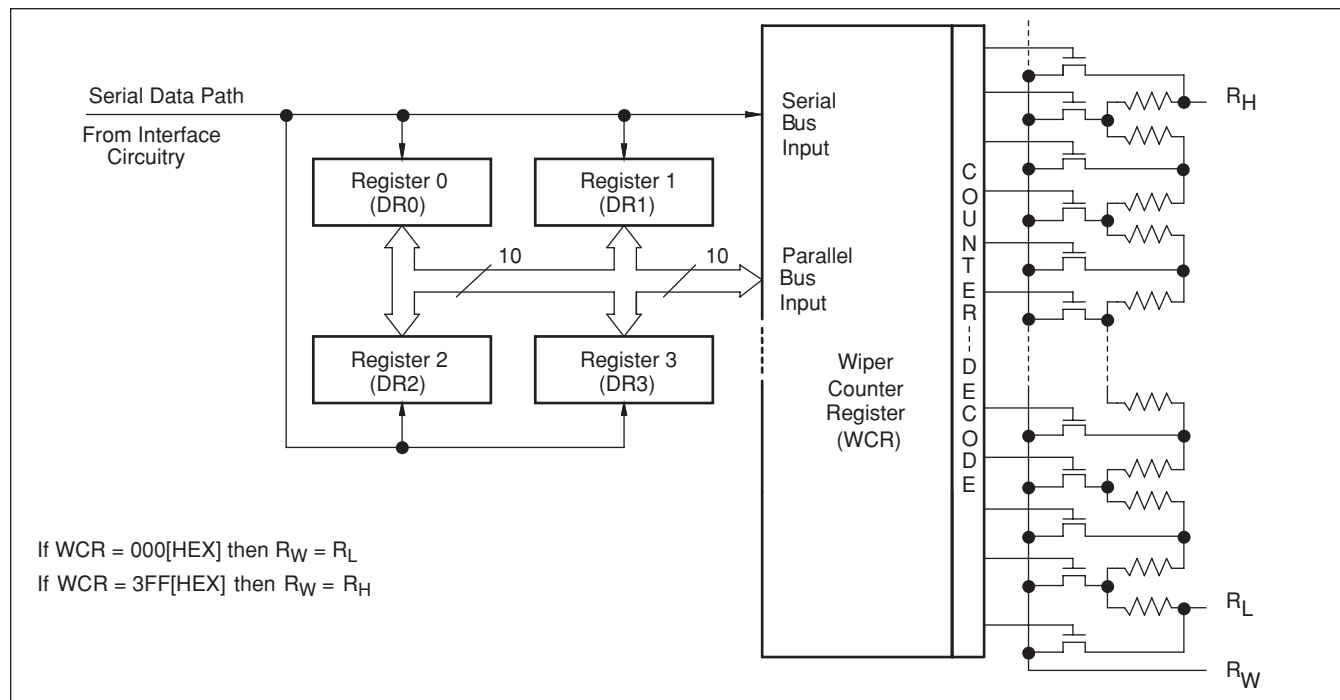 Serial Data Path
From Interface
Circuitry
Register 0
(DR0)
Register 1
(DR1)
10
10
Register 2
(DR2)
Register 3
(DR3)
If WCR = 000[HEX] then RW = RL
If WCR = 3FF[HEX] then RW = RH
Serial
Bus
Input
Parallel
Bus
Input
Wiper
Counter
Register
(WCR)
COUNTER
DECODE
RH
RL
RW